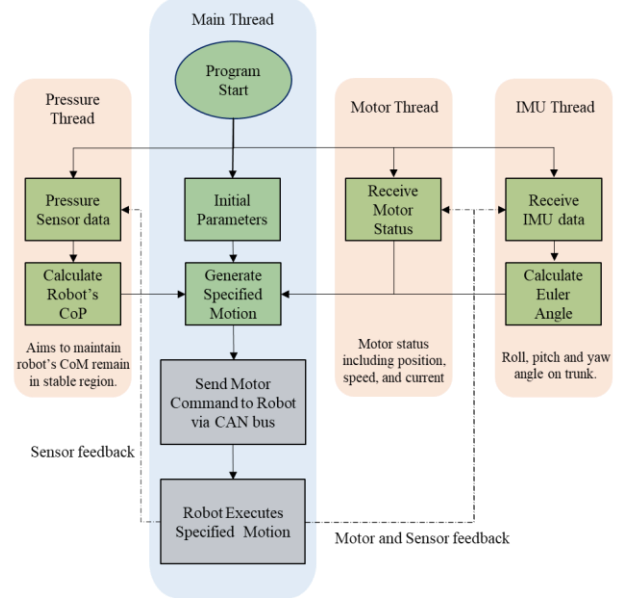 Main Thread
Program
Start
Pressure
Thread
Motor Thread
IMU Thread
Pressure
Sensor data
Initial
Parameters
Receive
Motor
Status
Receive
IMU data
Calculate
Robot's
CoP
Generate
Specified
Motion
Calculate
Euler
Angle
Aims to maintain
robot's CoM remain
in stable region.
Motor status
including position,
speed, and current
Roll, pitch and yaw
angle on trunk.
Send Motor
Command to Robot
via CAN bus
Sensor feedback
Robot Executes
Specified Motion
Motor and Sensor feedback